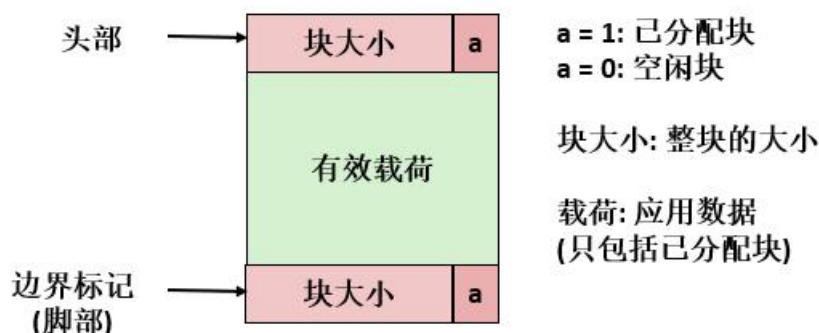 头部
块大小
a
a = 1: 已分配块
a = 0: 空闲块
有效载荷
块大小: 整块的大小
载荷: 应用数据
(只包括已分配块)
边界标记
(脚部)
块大小
a